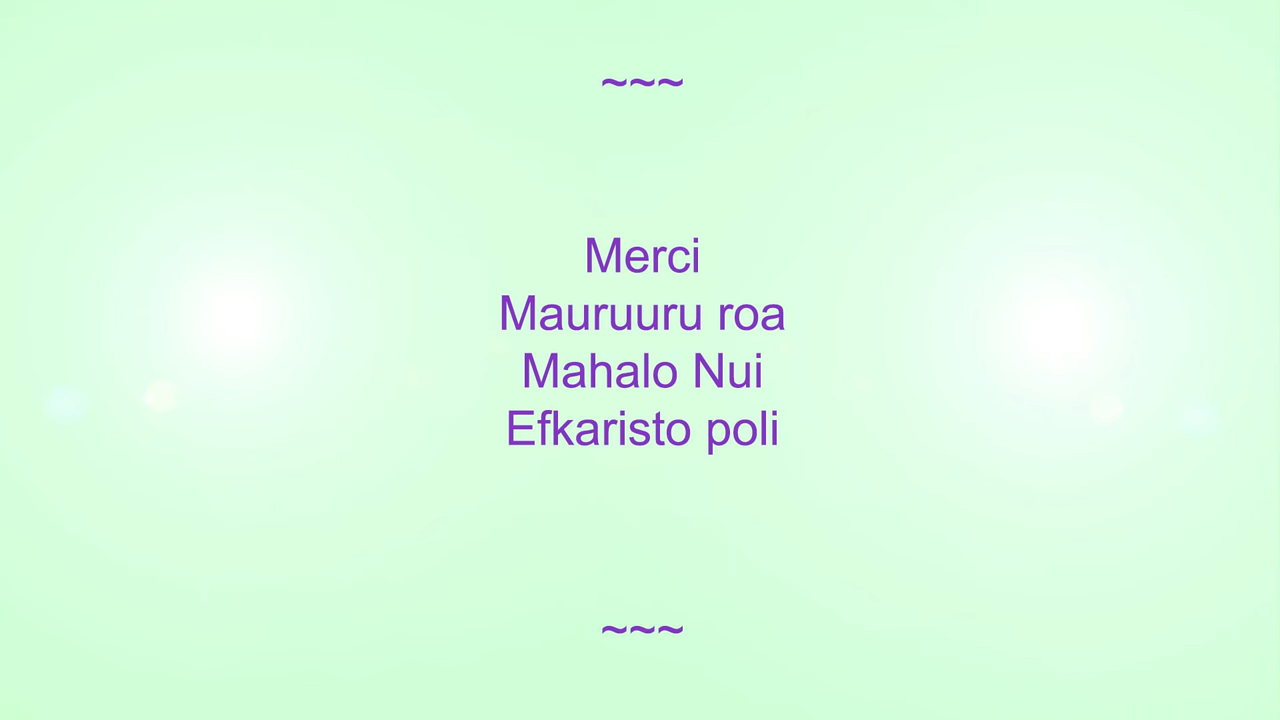 ~~~
Merci
Mauruuru roa
Mahalo Nui
Efkaristo poli
~~~